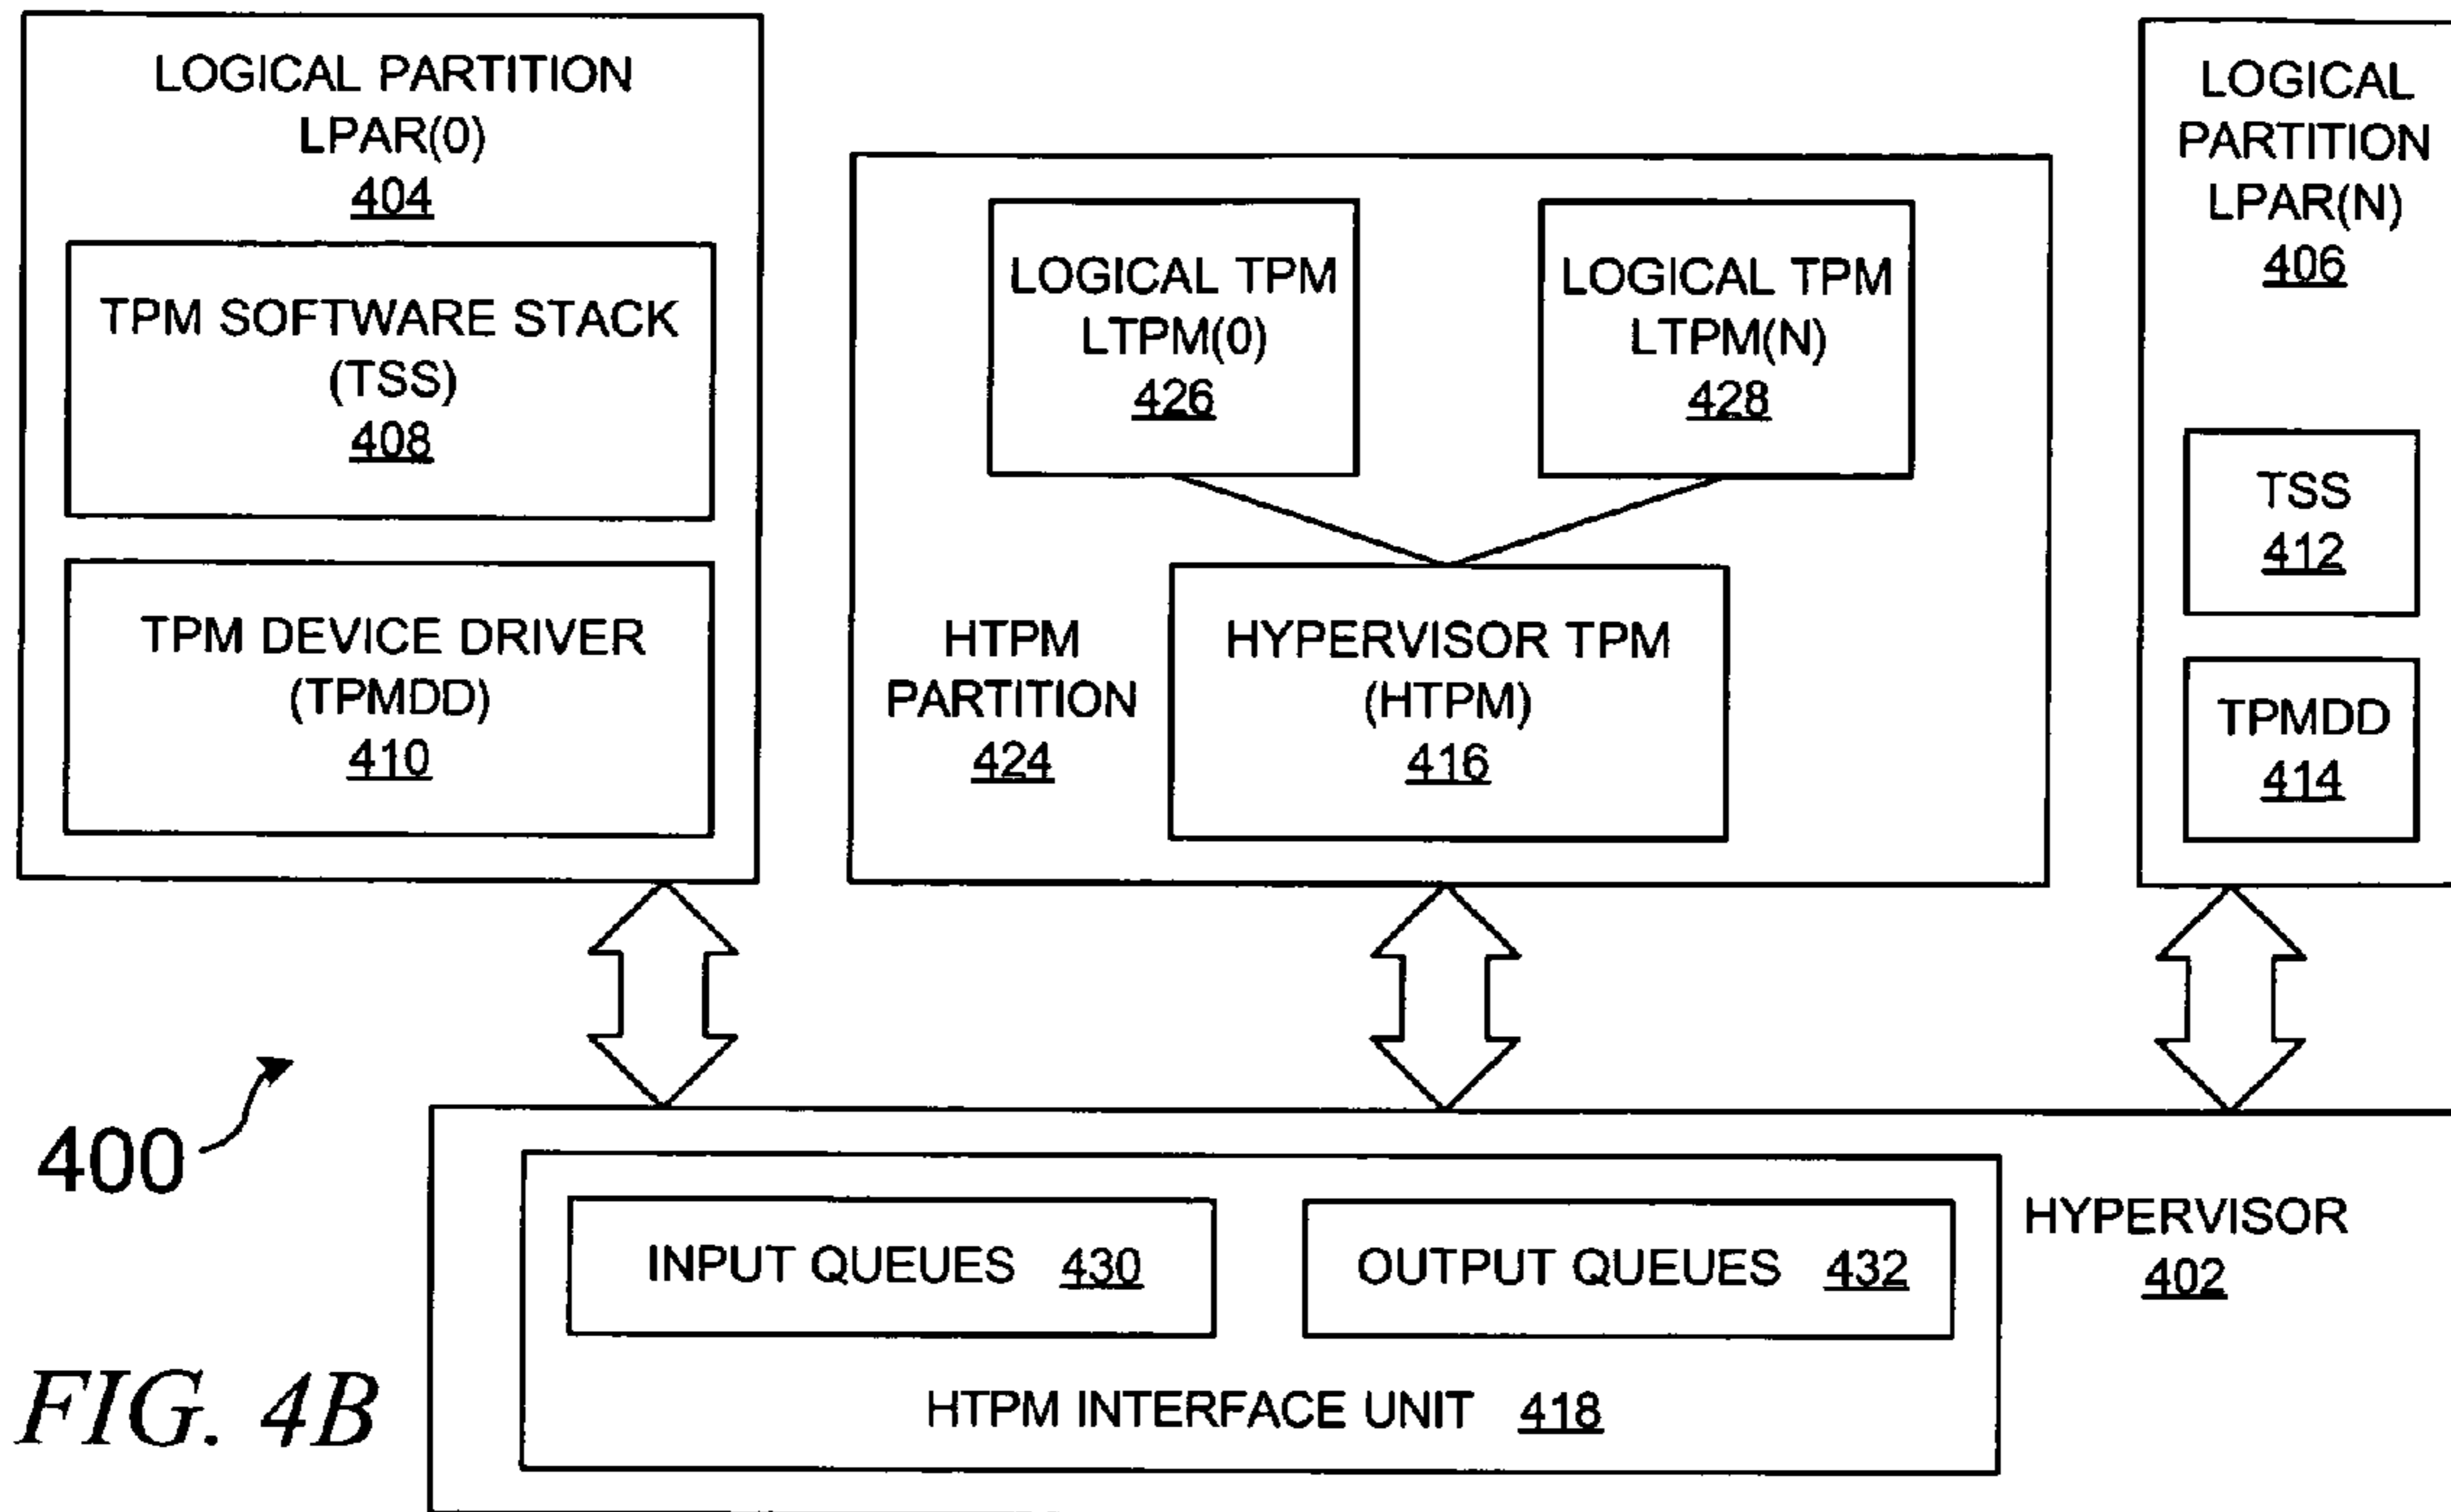 LOGICAL PARTITION
LPAR(0)
404
TPM SOFTWARE STACK
(TSS)
408
TPM DEVICE DRIVER
(TPMDD)
410
LOGICAL TPM
LTPM(0)
426
LOGICAL TPM
LTPM(N)
428
HTPM
PARTITION
424
HYPERVISOR TPM
(HTPM)
416
LOGICAL
PARTITION
LPAR(N)
406
TSS
412
TPMDD
414
400
INPUT QUEUES 430
OUTPUT QUEUES 432
HTPM INTERFACE UNIT 418
HYPERVISOR
402
FIG. 4B